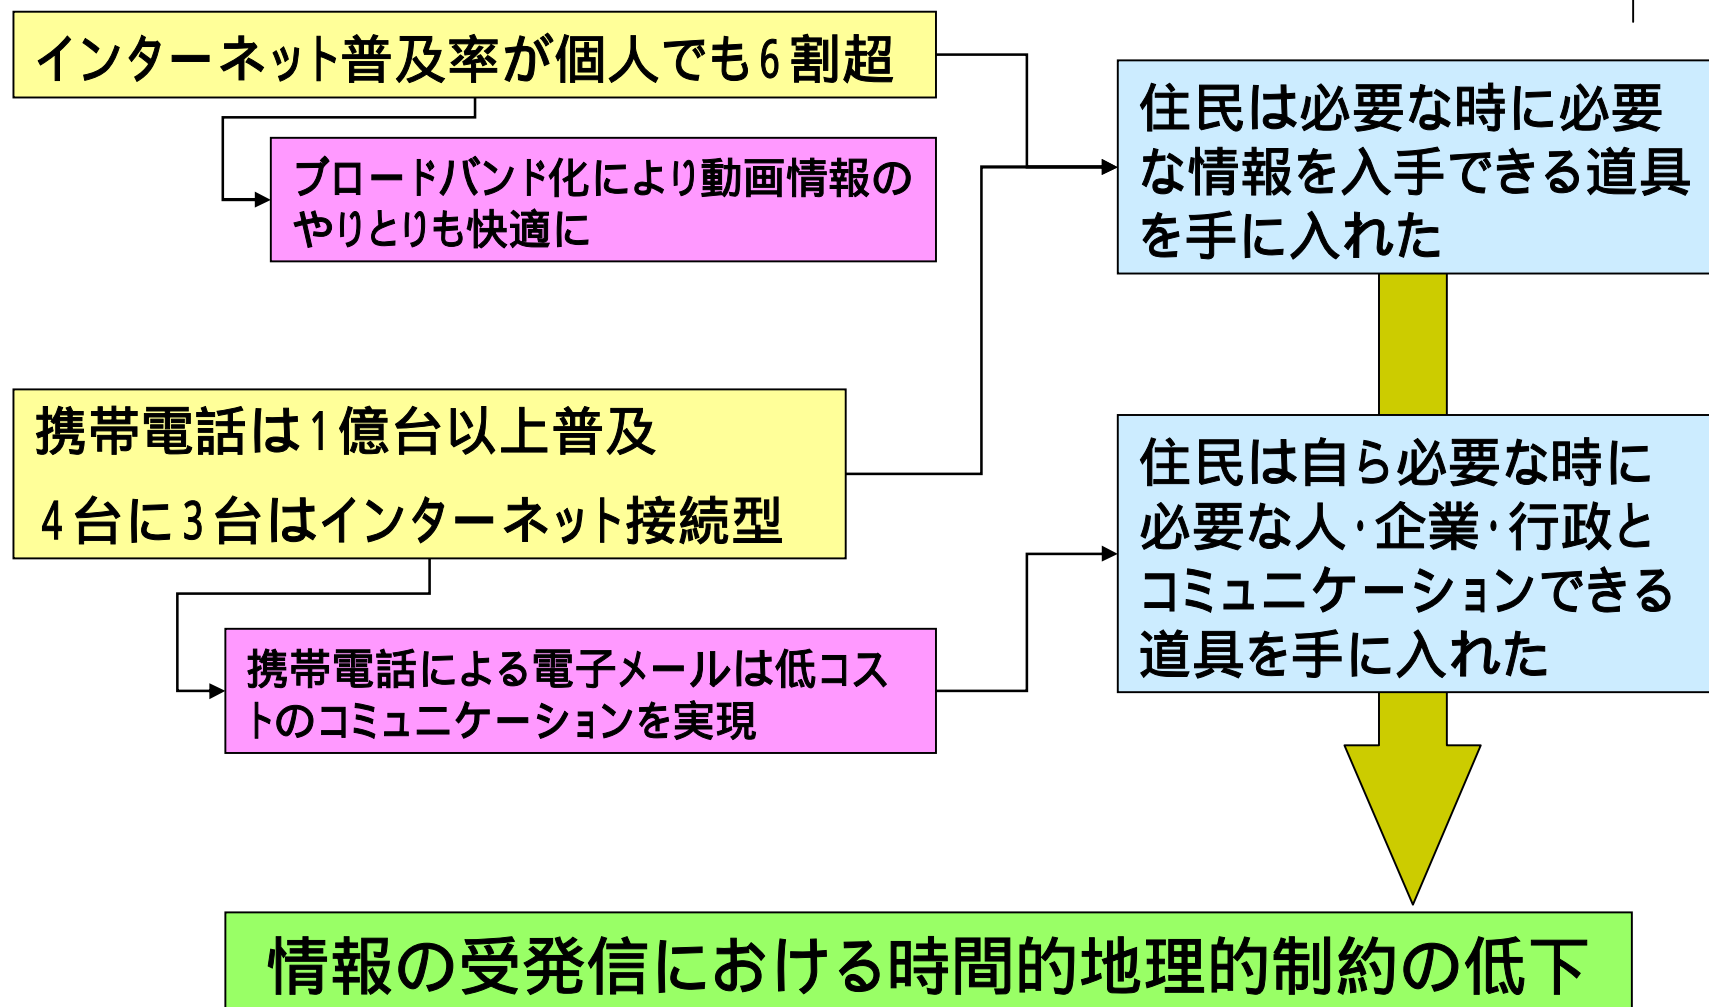 インターネット普及率が個人でも6割超
ブロードバンド化により動画情報の
やりとりも快適に
携帯電話は1億台以上普及
4台に3台はインターネット接続型
携帯電話による電子メールは低コス
トのコミュニケーションを実現
住民は必要な時に必要
な情報を入手できる道具
を手に入れた
住民は自ら必要な時に
必要な人・企業・行政と
コミュニケーションできる
道具を手に入れた
情報の受発信における時間的地理的制約の低下